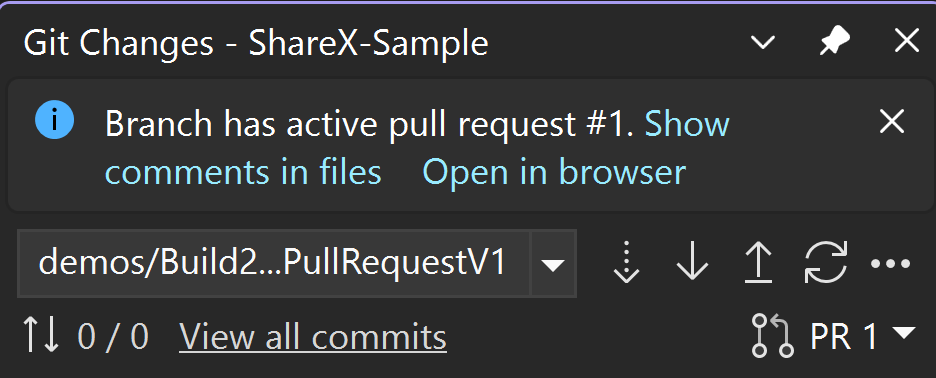 Git Changes - ShareX-Sample
Branch has active pull request #1. Show
comments in files Open in browser
demos/Build2...PullRequestV1
0 / 0 View all commits PR 1